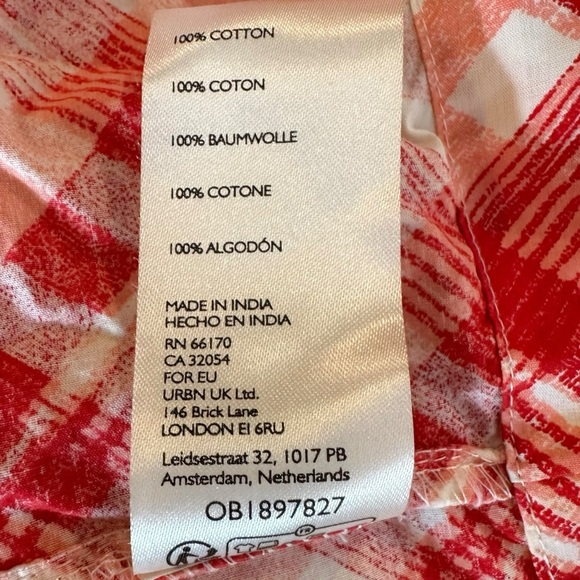 100% COTTON
100% COTON
100% BAUMWOLLE
100% COTONE
100% ALGODÓN
MADE IN INDIA
HECHO EN INDIA
RN 66170
CA 32054
FOR EU
URBN UK Ltd.
146 Brick Lane
LONDON E1 6RU
Leidsestraat 32, 1017 PB
Amsterdam, Netherlands
OB1897827